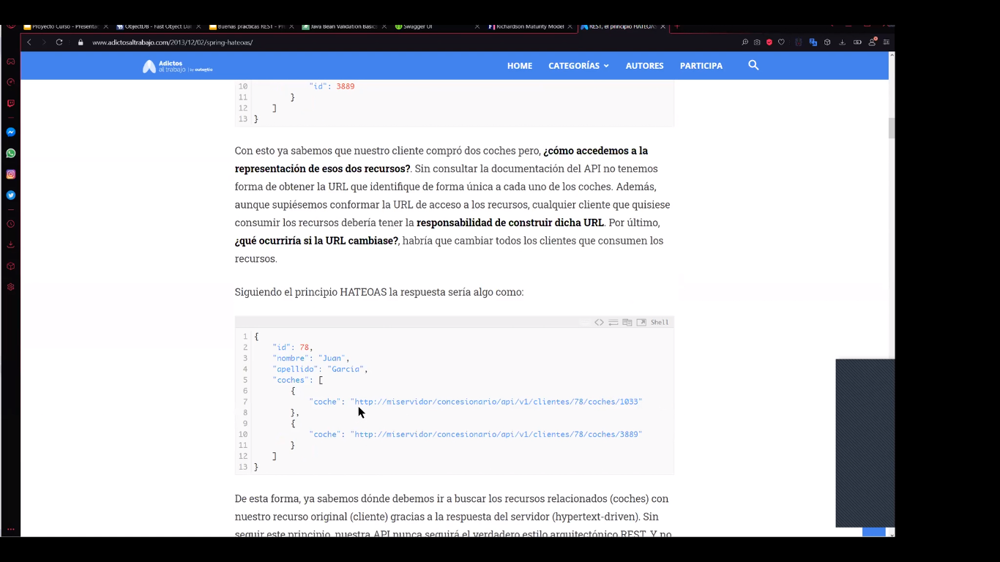 Proyecto Curso - Presentac
ObjectDB - Fast Object Dat
Buenas prácticas REST - Pr
Java Bean Validation Basic
Swagger UI
Richardson Maturity Model
REST, el principio HATEOAS
www.adictosaltrabajo.com/2013/12/02/spring-hateoas/
Adictos
al trabajo | by autentia
HOME
CATEGORÍAS
AUTORES
PARTICIPA
10 "id": 3889
11 }
12 ]
13 }
Con esto ya sabemos que nuestro cliente compró dos coches pero, ¿cómo accedemos a la
representación de esos dos recursos?. Sin consultar la documentación del API no tenemos
forma de obtener la URL que identifique de forma única a cada uno de los coches. Además,
aunque supiésemos conformar la URL de acceso a los recursos, cualquier cliente que quisiese
consumir los recursos debería tener la responsabilidad de construir dicha URL. Por último,
¿qué ocurriría si la URL cambiase?, habría que cambiar todos los clientes que consumen los
recursos.
Siguiendo el principio HATEOAS la respuesta sería algo como:
Shell
1 {
2 "id": 78,
3 "nombre": "Juan",
4 "apellido": "García",
5 "coches": [
6 {
7 "coche": "http://miservidor/concesionario/api/v1/clientes/78/coches/1033"
8 },
9 {
10 "coche": "http://miservidor/concesionario/api/v1/clientes/78/coches/3889"
11 }
12 ]
13 }
De esta forma, ya sabemos dónde debemos ir a buscar los recursos relacionados (coches) con
nuestro recurso original (cliente) gracias a la respuesta del servidor (hypertext-driven). Sin
seguir este principio, nuestra API nunca seguirá el verdadero estilo arquitectónico REST. Y no